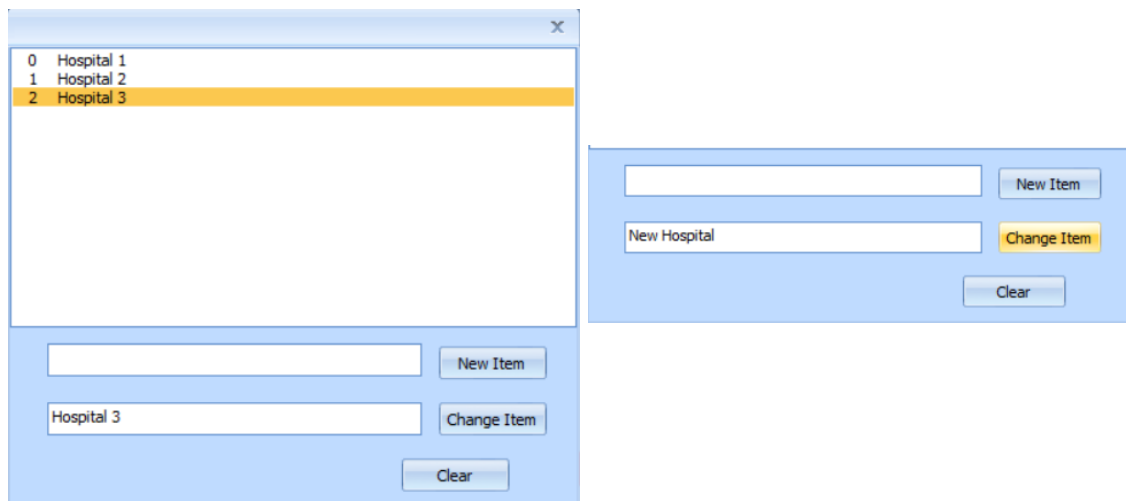 x
0 Hospital 1
1 Hospital 2
2 Hospital 3
New Item
Hospital 3
Change Item
Clear
New Item
New Hospital
Change Item
Clear